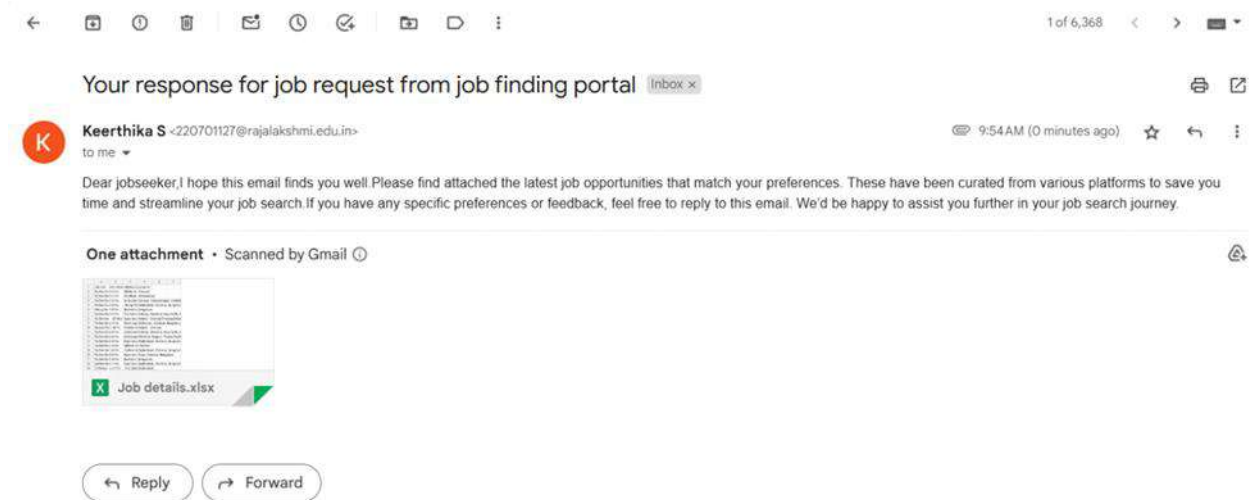 1 of 6,368
Your response for job request from job finding portal Inbox ×
Keerthika S <220701127@rajalakshmi.edu.in>
9:54 AM (0 minutes ago)
K
to me
Dear jobseeker,I hope this email finds you well.Please find attached the latest job opportunities that match your preferences. These have been curated from various platforms to save you
time and streamline your job search.If you have any specific preferences or feedback, feel free to reply to this email. We'd be happy to assist you further in your job search journey.
One attachment • Scanned by Gmail
X Job details.xlsx
Reply Forward